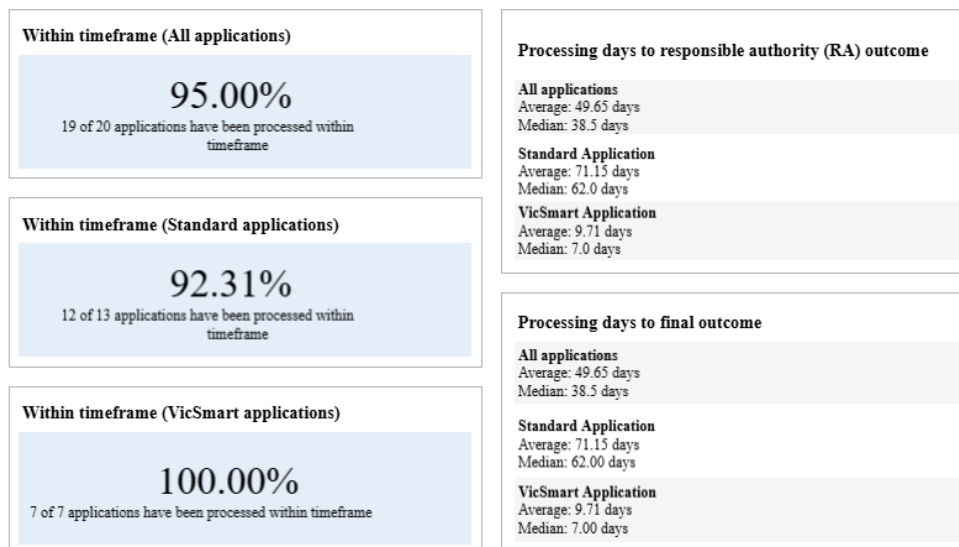 Within timeframe (All applications)
95.00%
19 of 20 applications have been processed within
timeframe
Within timeframe (Standard applications)
92.31%
12 of 13 applications have been processed within
timeframe
Within timeframe (VicSmart applications)
100.00%
7 of 7 applications have been processed within timeframe
Processing days to responsible authority (RA) outcome
All applications
Average: 49.65 days
Median: 38.5 days
Standard Application
Average: 71.15 days
Median: 62.0 days
VicSmart Application
Average: 9.71 days
Median: 7.0 days
Processing days to final outcome
All applications
Average: 49.65 days
Median: 38.5 days
Standard Application
Average: 71.15 days
Median: 62.00 days
VicSmart Application
Average: 9.71 days
Median: 7.00 days